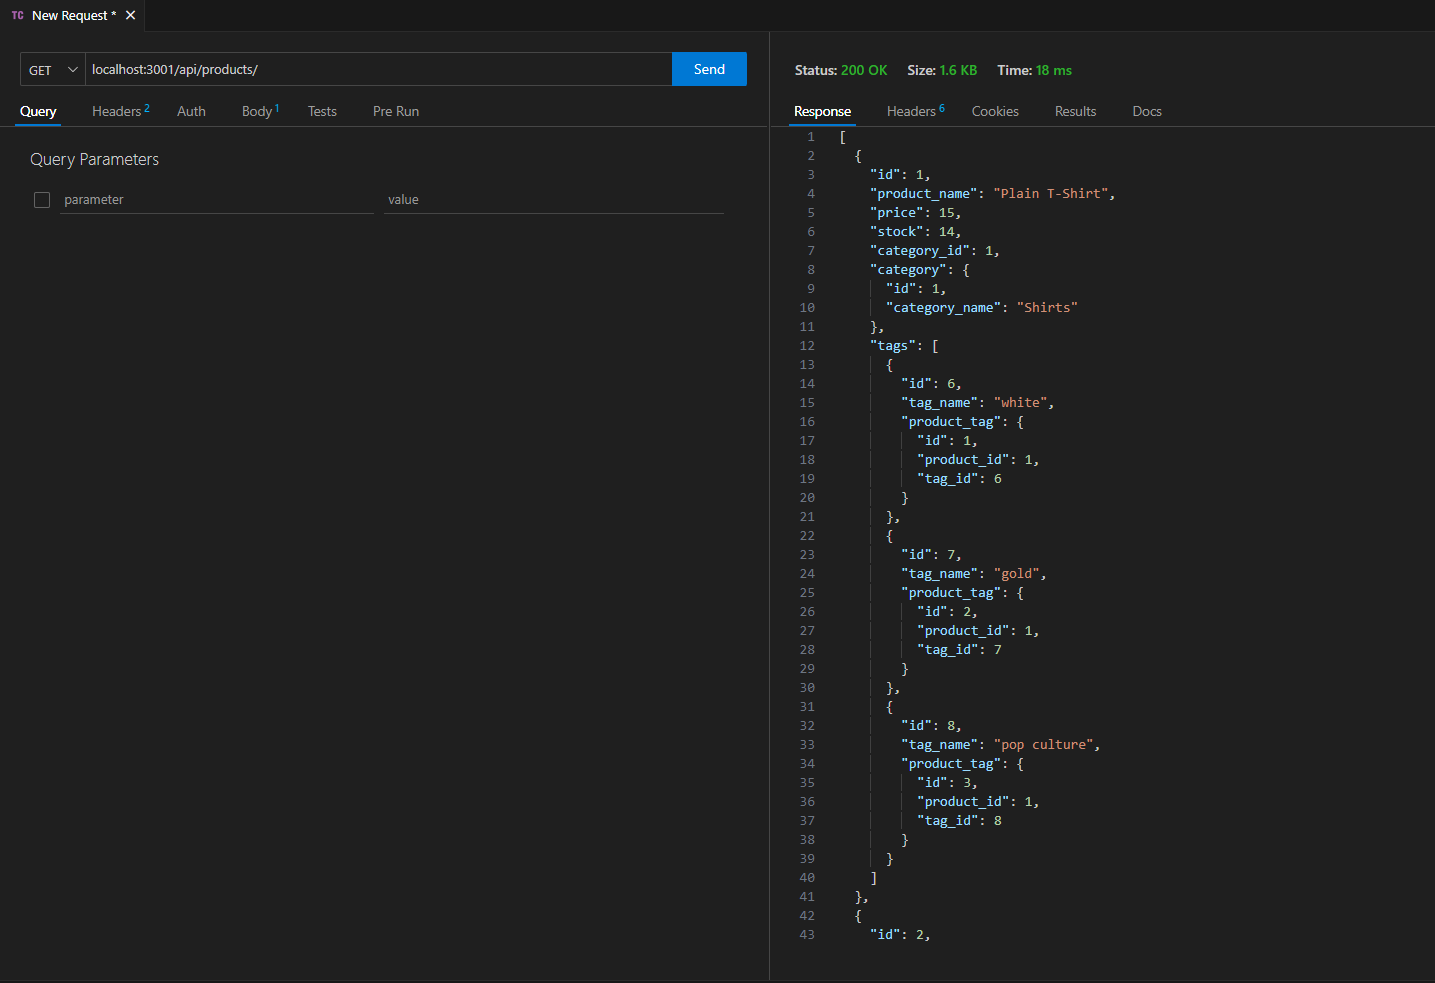 TC New Request *
GET localhost:3001/api/products/ Send
Query Headers 2 Auth Body 1 Tests Pre Run
Query Parameters
parameter value
Status: 200 OK Size: 1.6 KB Time: 18 ms
Response Headers 6 Cookies Results Docs
1 [
2 {
3 "id": 1,
4 "product_name": "Plain T-Shirt",
5 "price": 15,
6 "stock": 14,
7 "category_id": 1,
8 "category": {
9 "id": 1,
10 "category_name": "Shirts"
11 },
12 "tags": [
13 {
14 "id": 6,
15 "tag_name": "white",
16 "product_tag": {
17 "id": 1,
18 "product_id": 1,
19 "tag_id": 6
20 }
21 },
22 {
23 "id": 7,
24 "tag_name": "gold",
25 "product_tag": {
26 "id": 2,
27 "product_id": 1,
28 "tag_id": 7
29 }
30 },
31 {
32 "id": 8,
33 "tag_name": "pop culture",
34 "product_tag": {
35 "id": 3,
36 "product_id": 1,
37 "tag_id": 8
38 }
39 }
40 ]
41 },
42 {
43 "id": 2,